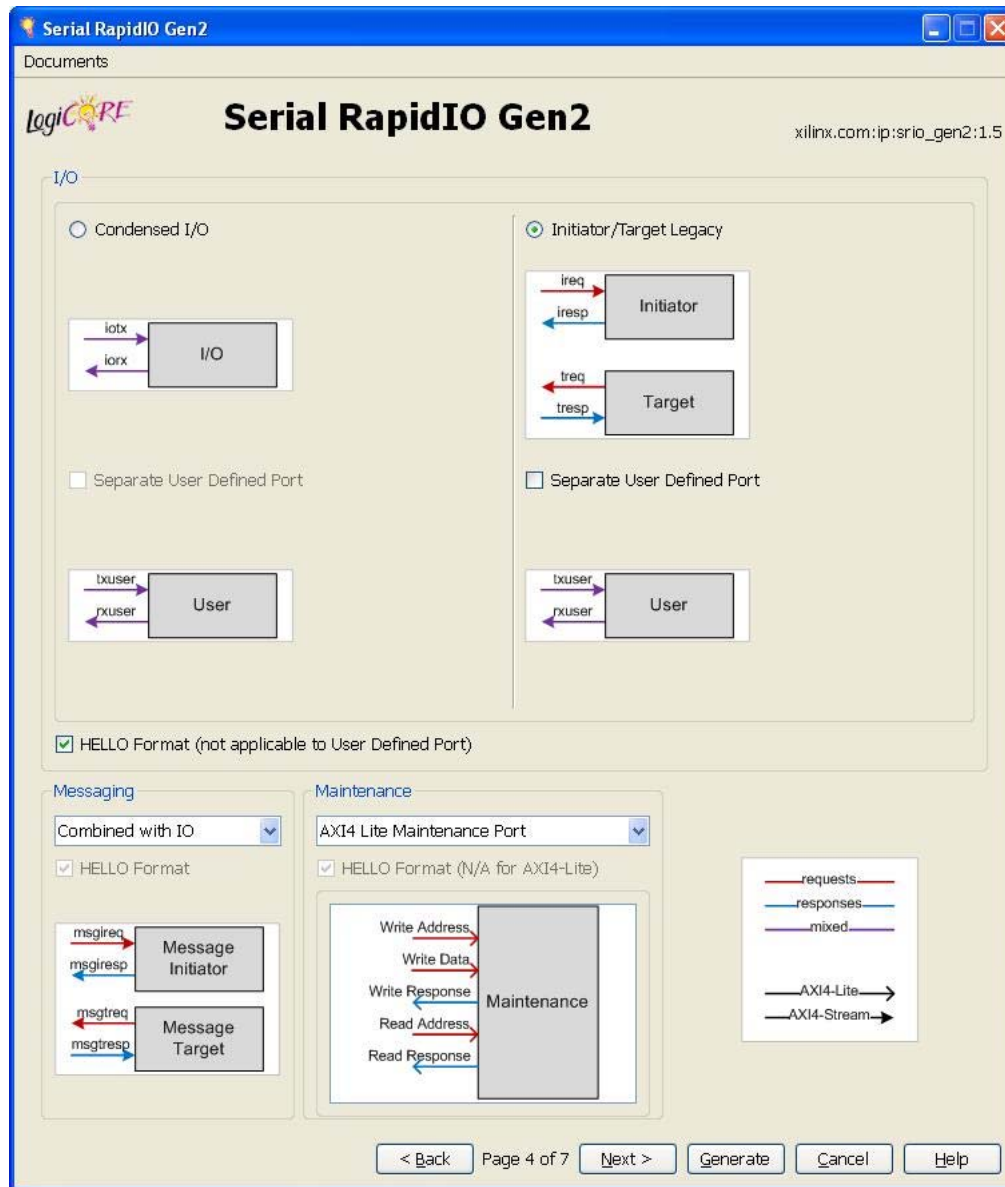 Serial RapidIO Gen2
Documents
LogiCORE
Serial RapidIO Gen2
xilinx.com:ip:srio_gen2:1.5
I/O
Condensed I/O
Initiator/Target Legacy
iotx
iorx
I/O
ireq
iresp
Initiator
treq
tresp
Target
Separate User Defined Port
Separate User Defined Port
txuser
rxuser
User
txuser
rxuser
User
HELLO Format (not applicable to User Defined Port)
Messaging
Combined with IO
HELLO Format
msgireq
msgiresp
Message
Initiator
msgtreq
msgtresp
Message
Target
Maintenance
AXI4 Lite Maintenance Port
HELLO Format (N/A for AXI4-Lite)
Write Address
Write Data
Write Response
Read Address
Read Response
Maintenance
requests
responses
mixed
AXI4-Lite
AXI4-Stream
< Back Page 4 of 7 Next > Generate Cancel Help